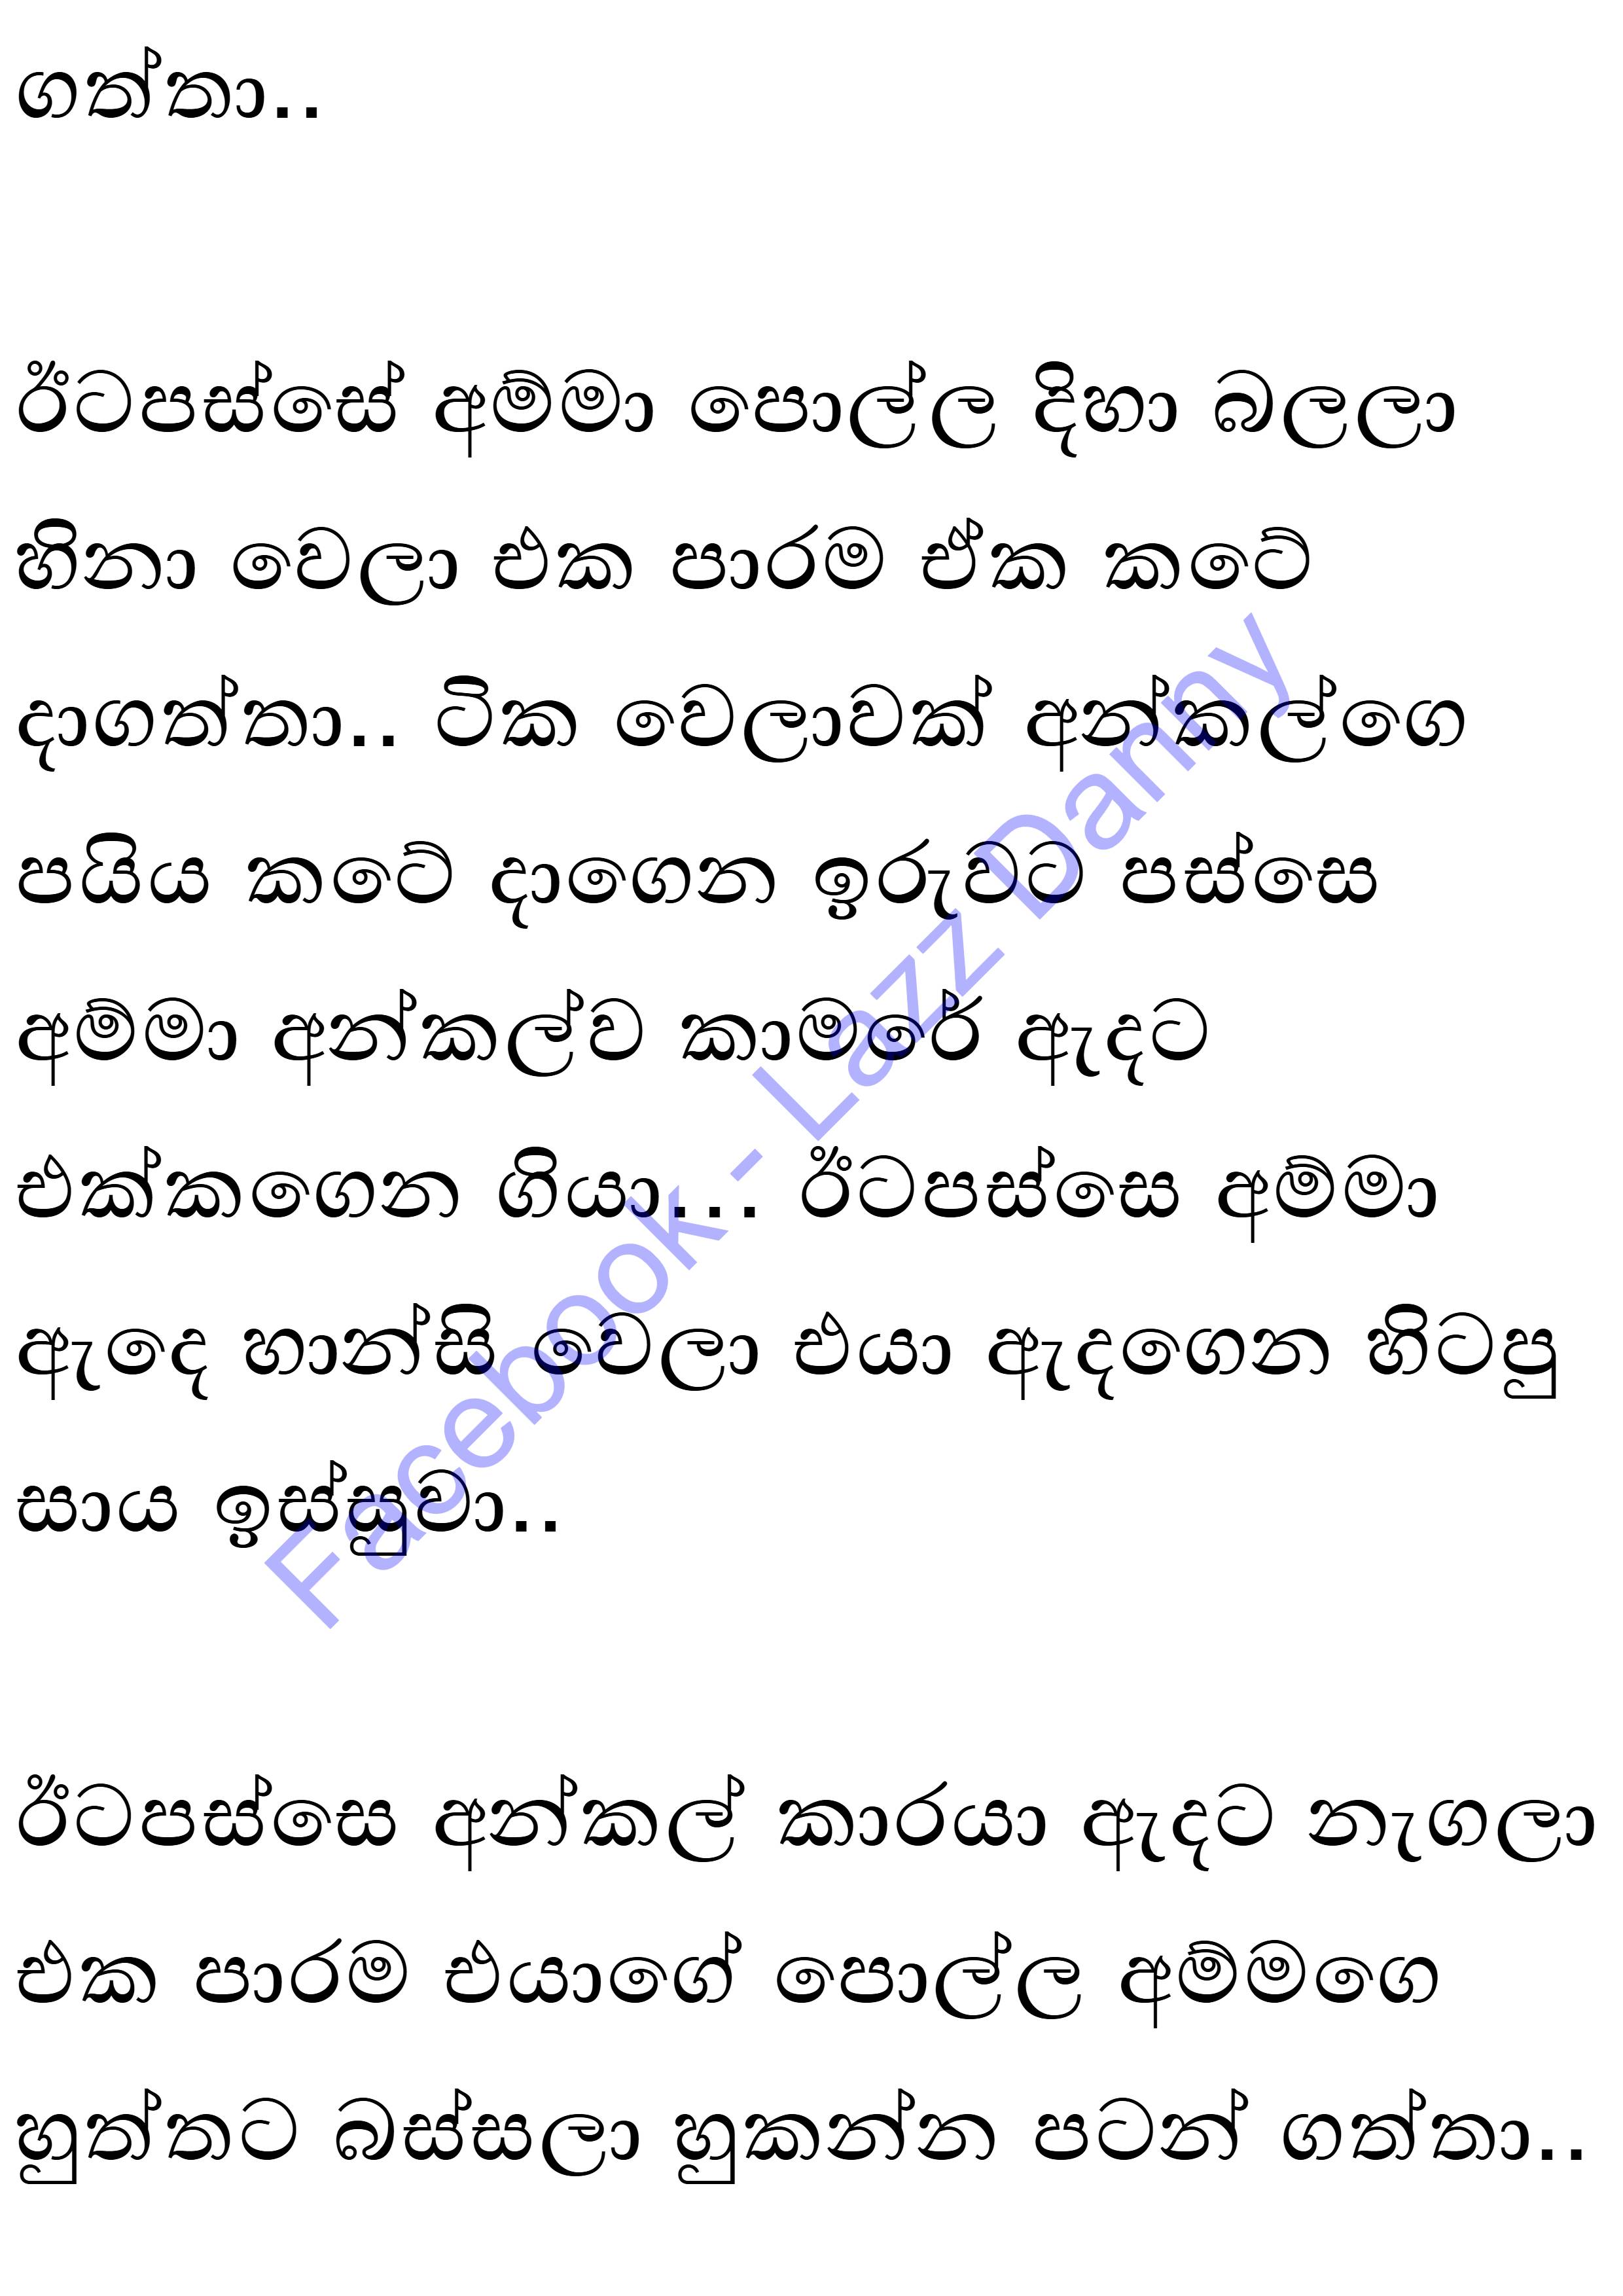 ගත්තා..
ඊටපස්සේ අම්මා පොල්ල දිහා බලලා
හිනා වෙලා එක පාරම ඒක කටේ
දාගත්තා.. ටික වෙලාවක් අන්කල්ගෙ
පයිය කටේ දාගෙන ඉරුවට පස්සෙ
අම්මා අන්කල්ව කාමරේ ඇදට
එක්කගෙන ගියා... ඊටපස්සෙ අම්මා
ඇදෙ හාන්සි වෙලා එයා ඇදගෙන හිටපු
සාය ඉස්සුවා..
ඊටපස්සෙ අන්කල් කාරයා ඇදට නැගලා
එක පාරම එයාගේ පොල්ල අම්මගෙ
හුත්තට බස්සලා හුකන්න පටන් ගත්තා..
Facebook - Lazz Danny